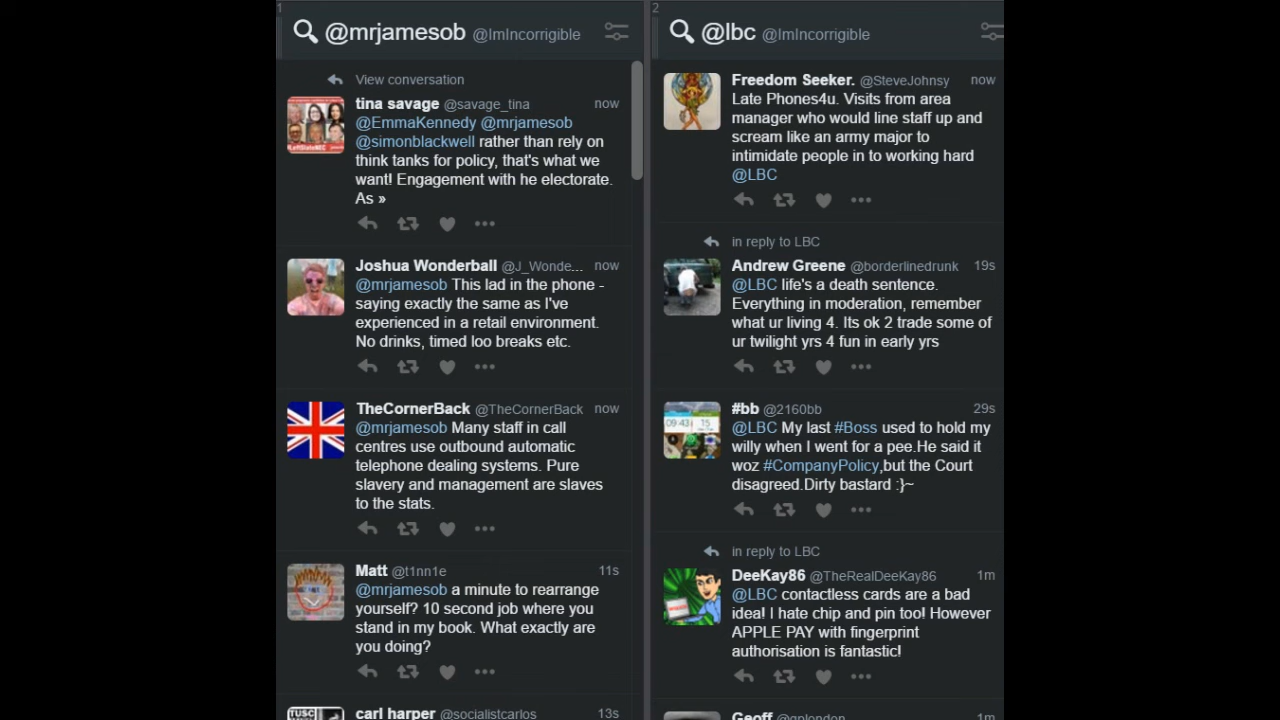 1
@mrjamesob @ImIncorrigible
View conversation
tina savage @savage_tina now
@EmmaKennedy @mrjamesob
@simonblackwell rather than rely on
think tanks for policy, that's what we
want! Engagement with he electorate.
As »
Joshua Wonderball @J_Wonde... now
@mrjamesob This lad in the phone -
saying exactly the same as I've
experienced in a retail environment.
No drinks, timed loo breaks etc.
TheCornerBack @TheCornerBack now
@mrjamesob Many staff in call
centres use outbound automatic
telephone dealing systems. Pure
slavery and management are slaves
to the stats.
Matt @t1nn1e 11s
@mrjamesob a minute to rearrange
yourself? 10 second job where you
stand in my book. What exactly are
you doing?
TUSC
carl harper @socialistcarlos 13s
2
@lbc @ImIncorrigible
Freedom Seeker. @SteveJohnsy now
Late Phones4u. Visits from area
manager who would line staff up and
scream like an army major to
intimidate people in to working hard
@LBC
in reply to LBC
Andrew Greene @borderlinedrunk 19s
@LBC life's a death sentence.
Everything in moderation, remember
what ur living 4. Its ok 2 trade some of
ur twilight yrs 4 fun in early yrs
#bb @2160bb 29s
@LBC My last #Boss used to hold my
willy when I went for a pee.He said it
woz #CompanyPolicy,but the Court
disagreed.Dirty bastard :}~
in reply to LBC
DeeKay86 @TheRealDeeKay86 1m
@LBC contactless cards are a bad
idea! I hate chip and pin too! However
APPLE PAY with fingerprint
authorisation is fantastic!
Geoff @gplondon 1m